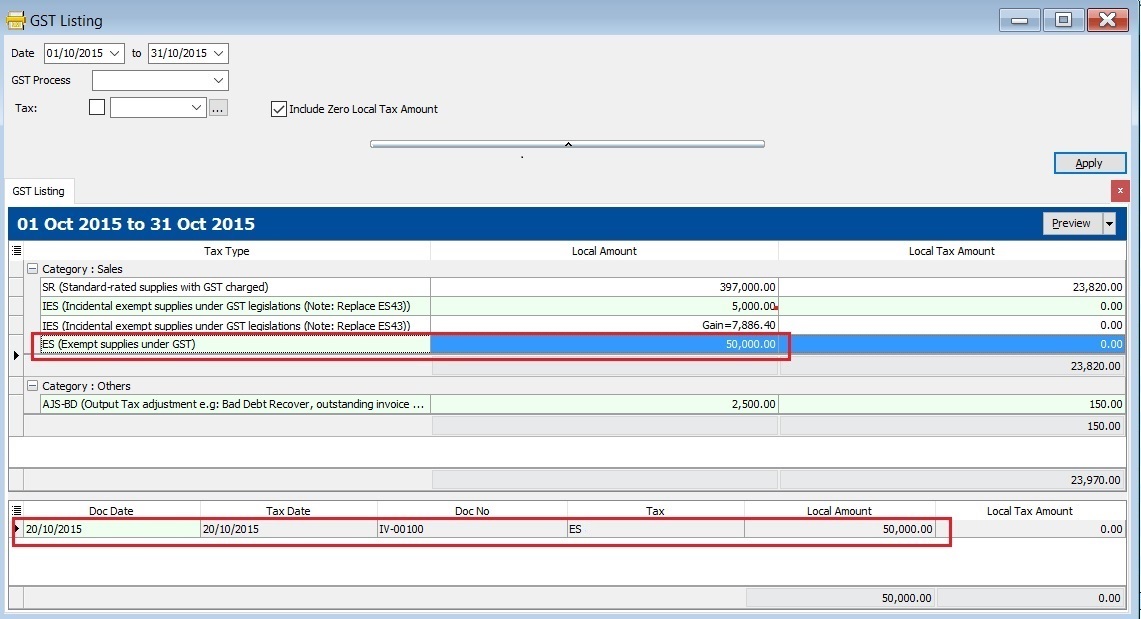 GST Listing
Date 01/10/2015 to 31/10/2015
GST Process
Tax: ... Include Zero Local Tax Amount
Apply
GST Listing x
01 Oct 2015 to 31 Oct 2015 Preview
Tax Type Local Amount Local Tax Amount
Category : Sales
SR (Standard-rated supplies with GST charged) 397,000.00 23,820.00
IES (Incidental exempt supplies under GST legislations (Note: Replace ES43)) 5,000.00 0.00
IES (Incidental exempt supplies under GST legislations (Note: Replace ES43)) Gain=7,886.40 0.00
ES (Exempt supplies under GST) 50,000.00 0.00
23,820.00
Category : Others
AJS-BD (Output Tax adjustment e.g: Bad Debt Recover, outstanding invoice ... 2,500.00 150.00
150.00
23,970.00
Doc Date Tax Date Doc No Tax Local Amount Local Tax Amount
20/10/2015 20/10/2015 IV-00100 ES 50,000.00 0.00
50,000.00 0.00